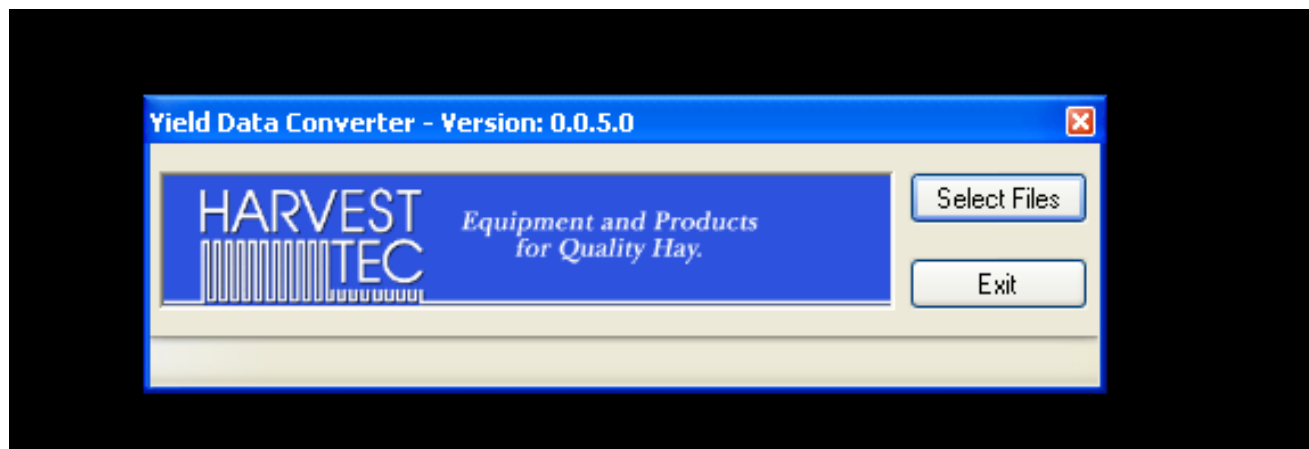 Yield Data Converter - Version: 0.0.5.0
HARVEST
TEC
Equipment and Products
for Quality Hay.
Select Files
Exit